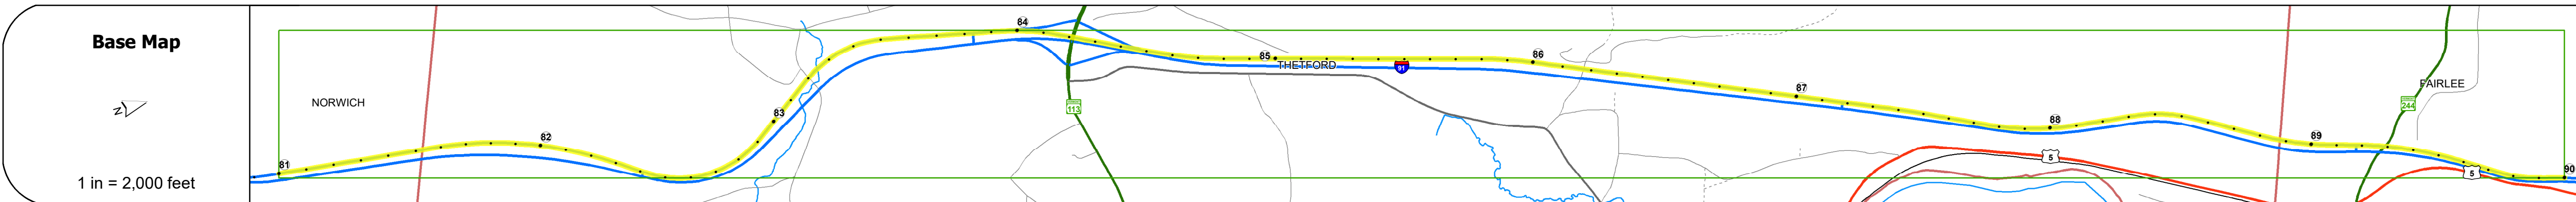 Base Map
N
1 in = 2,000 feet
NORWICH
81
82
83
84
113
85
THETFORD
91
86
87
88
5
89
244
FAIRLEE
5
90